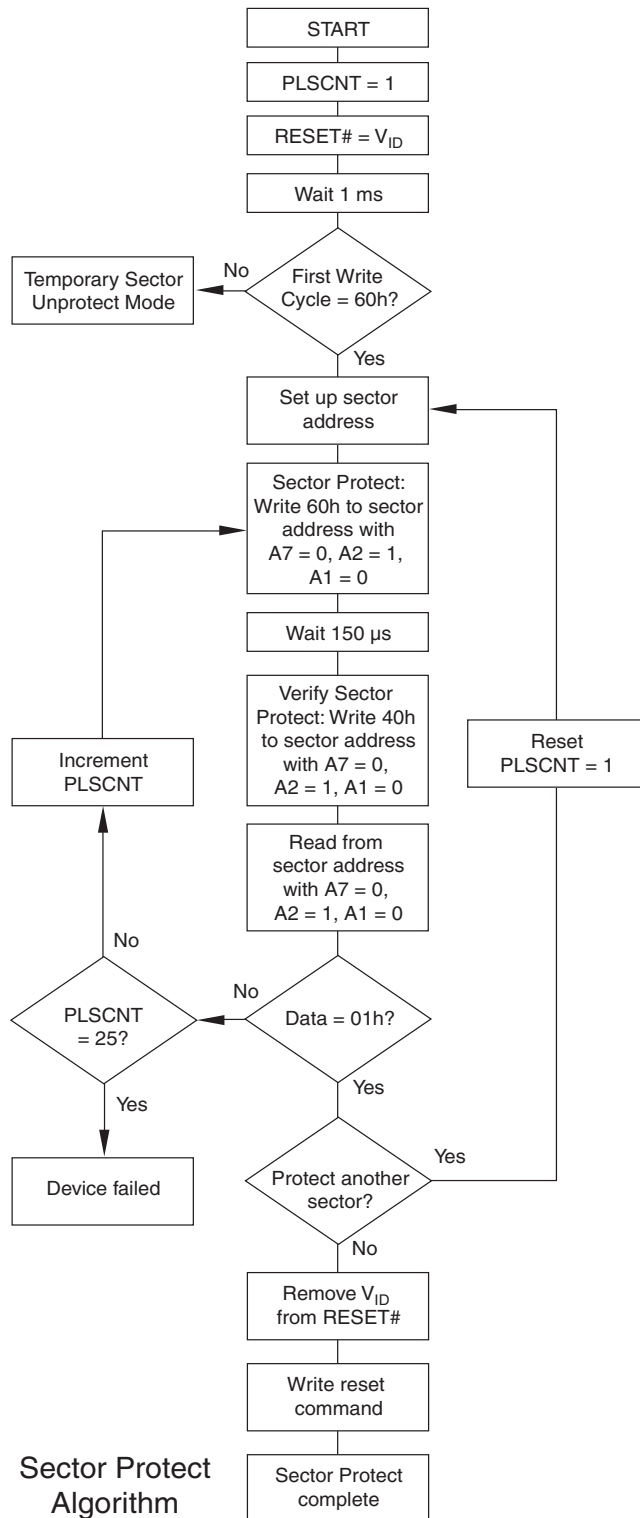 START
PLSCNT = 1
RESET# = V_ID
Wait 1 ms
No
First Write
Cycle = 60h?
Temporary Sector
Unprotect Mode
Yes
Set up sector
address
Sector Protect:
Write 60h to sector
address with
A7 = 0, A2 = 1,
A1 = 0
Wait 150 µs
Verify Sector
Protect: Write 40h
to sector address
with A7 = 0,
A2 = 1, A1 = 0
Increment
PLSCNT
Reset
PLSCNT = 1
Read from
sector address
with A7 = 0,
A2 = 1, A1 = 0
No
No
PLSCNT
= 25?
Data = 01h?
Yes
Yes
Device failed
Protect another
sector?
Yes
No
Remove V_ID
from RESET#
Write reset
command
Sector Protect
complete
Sector Protect
Algorithm